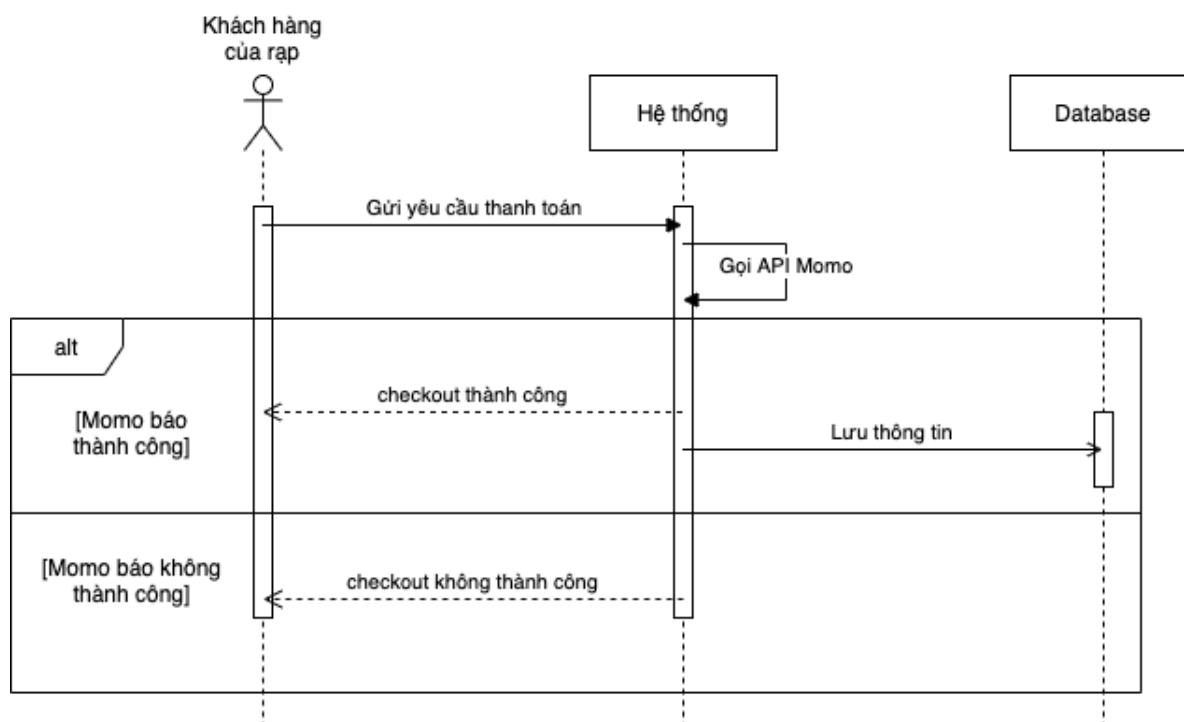 Khách hàng
của rạp
Hệ thống
Database
Gửi yêu cầu thanh toán
Gọi API Momo
alt
checkout thành công
[Momo báo
thành công]
Lưu thông tin
[Momo báo không
thành công]
checkout không thành công